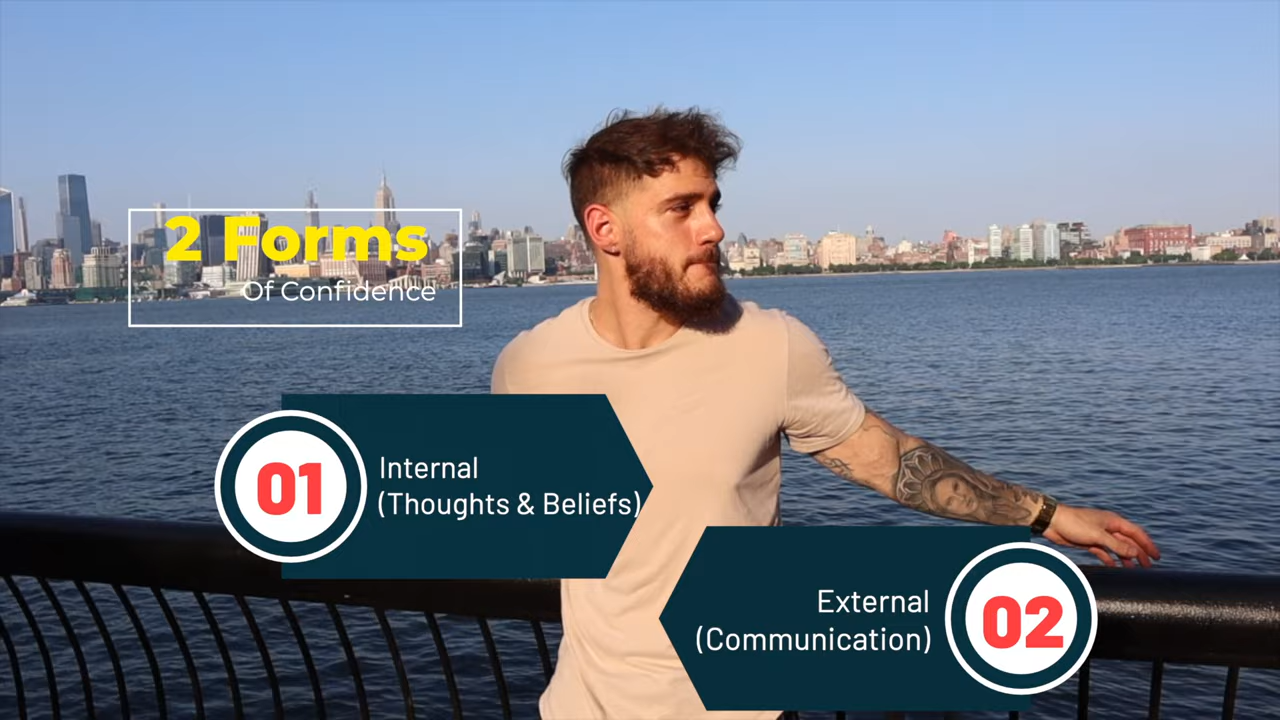 2 Forms
Of Confidence
01
Internal
(Thoughts & Beliefs)
External
(Communication)
02